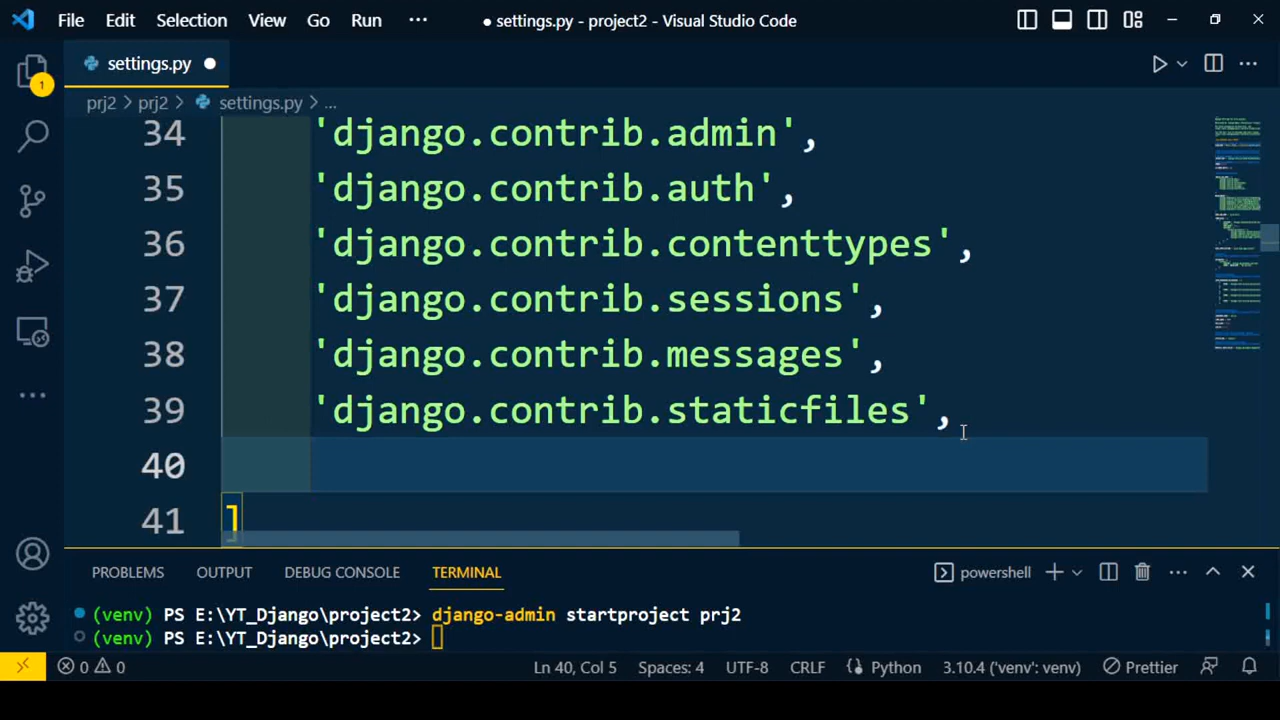 File Edit Selection View Go Run ··· ● settings.py - project2 - Visual Studio Code
settings.py
prj2 > prj2 > settings.py > ...
34 'django.contrib.admin',
35 'django.contrib.auth',
36 'django.contrib.contenttypes',
37 'django.contrib.sessions',
38 'django.contrib.messages',
39 'django.contrib.staticfiles',
40
41 ]
1
PROBLEMS OUTPUT DEBUG CONSOLE TERMINAL powershell
(venv) PS E:\YT_Django\project2> django-admin startproject prj2
(venv) PS E:\YT_Django\project2>
0 0 Ln 40, Col 5 Spaces: 4 UTF-8 CRLF Python 3.10.4 ('venv': venv) Prettier